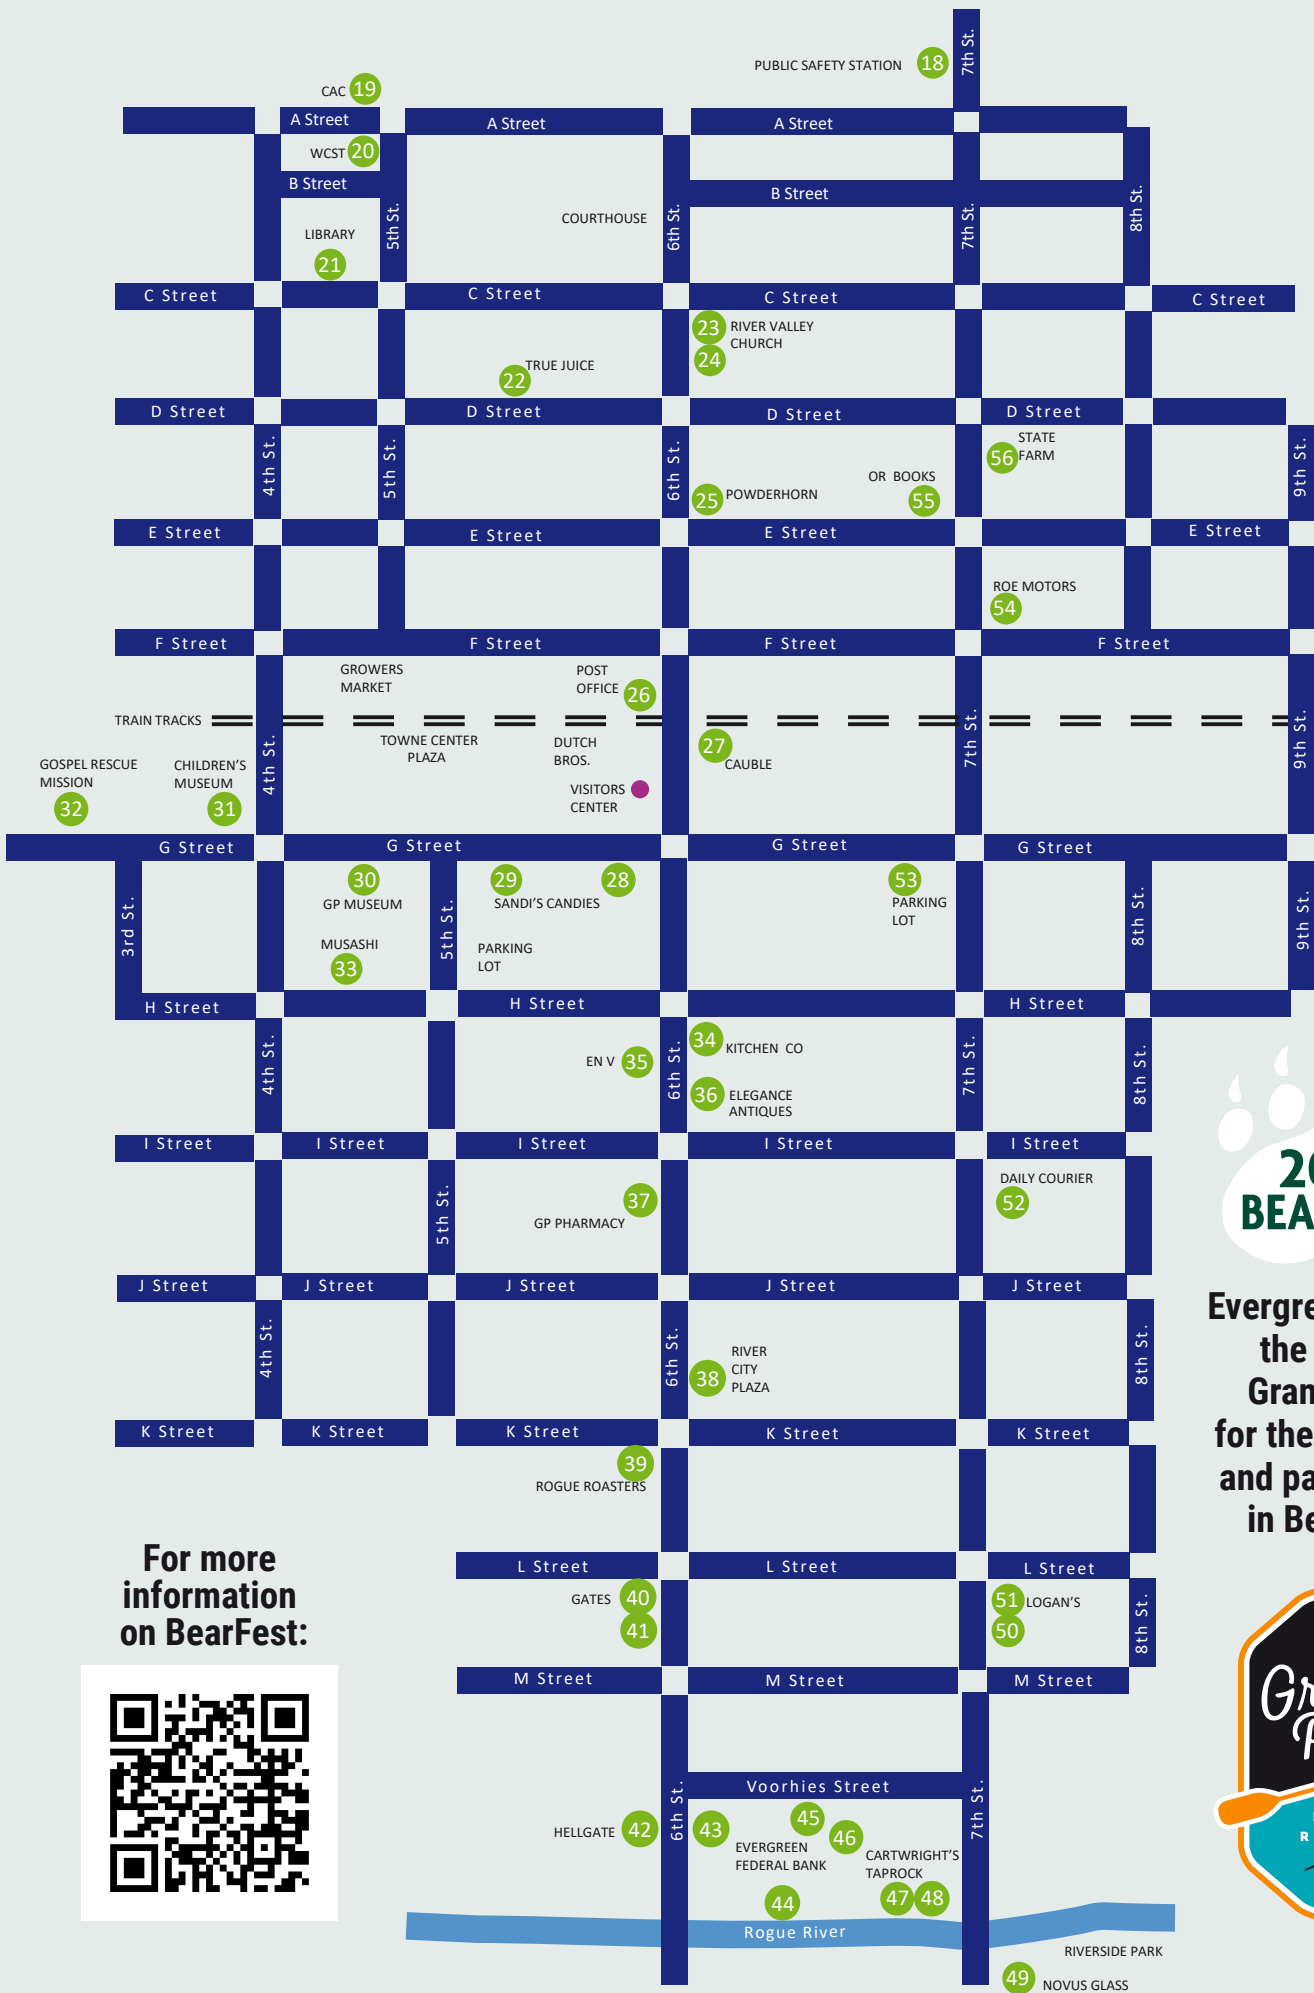 PUBLIC SAFETY STATION 18
7th St.
CAC 19
A Street
A Street
A Street
WCST 20
B Street
B Street
5th St.
COURTHOUSE
6th St.
7th St.
8th St.
LIBRARY
21
C Street
C Street
C Street
C Street
23 RIVER VALLEY
CHURCH
24
TRUE JUICE
22
D Street
D Street
D Street
D Street
4th St.
5th St.
6th St.
9th St.
STATE
56 FARM
OR BOOKS
55
25 POWDERHORN
E Street
E Street
E Street
E Street
ROE MOTORS
54
F Street
F Street
F Street
F Street
GROWERS
MARKET
POST
OFFICE 26
TRAIN TRACKS
TOWNE CENTER
PLAZA
DUTCH
BROS.
27
CAUBLE
4th St.
7th St.
9th St.
GOSPEL RESCUE
MISSION
32
CHILDREN'S
MUSEUM
31
VISITORS
CENTER
G Street
G Street
G Street
G Street
30
GP MUSEUM
29
28
SANDI'S CANDIES
53
PARKING
LOT
3rd St.
5th St.
8th St.
9th St.
MUSASHI
33
PARKING
LOT
H Street
H Street
H Street
34
KITCHEN CO
EN V 35
4th St.
6th St.
7th St.
8th St.
36 ELEGANCE
ANTIQUES
I Street
I Street
I Street
I Street
I Street
DAILY COURIER
52
37
GP PHARMACY
5th St.
J Street
J Street
J Street
J Street
J Street
4th St.
6th St.
8th St.
RIVER
CITY
PLAZA
38
K Street
K Street
K Street
K Street
K Street
39
ROGUE ROASTERS
L Street
L Street
L Street
GATES 40
41
51 LOGAN'S
50
8th St.
M Street
M Street
M Street
Voorhies Street
6th St.
7th St.
HELLGATE 42
43
45
46
EVERGREEN
FEDERAL BANK
CARTWRIGHT'S
TAPROCK
44
47
48
Rogue River
RIVERSIDE PARK
49 NOVUS GLASS
For more
information
on BearFest:
the
for the
and
in